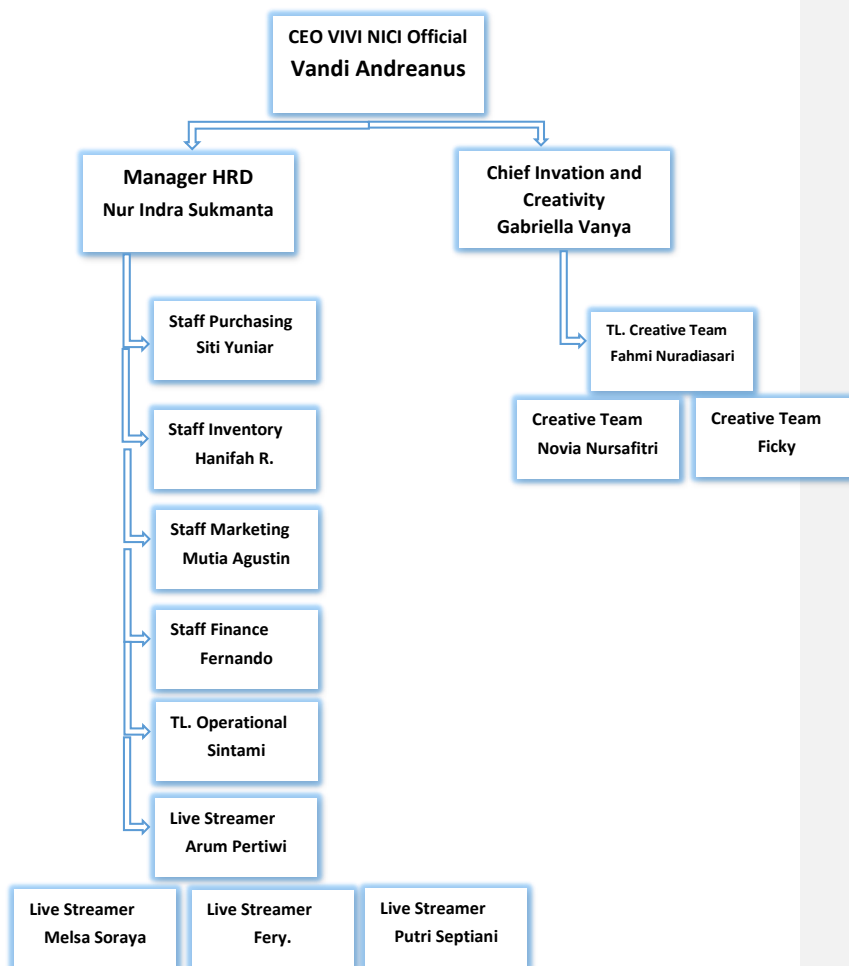 CEO VIVI NICI Official
Vandi Andreanus
Manager HRD
Nur Indra Sukmanta
Chief Invation and
Creativity
Gabriella Vanya
Staff Purchasing
Siti Yuniar
TL. Creative Team
Fahmi Nuradiasari
Staff Inventory
Hanifah R.
Creative Team
Novia Nursafitri
Creative Team
Ficky
Staff Marketing
Mutia Agustin
Staff Finance
Fernando
TL. Operational
Sintami
Live Streamer
Arum Pertiwi
Live Streamer
Melsa Soraya
Live Streamer
Fery.
Live Streamer
Putri Septiani